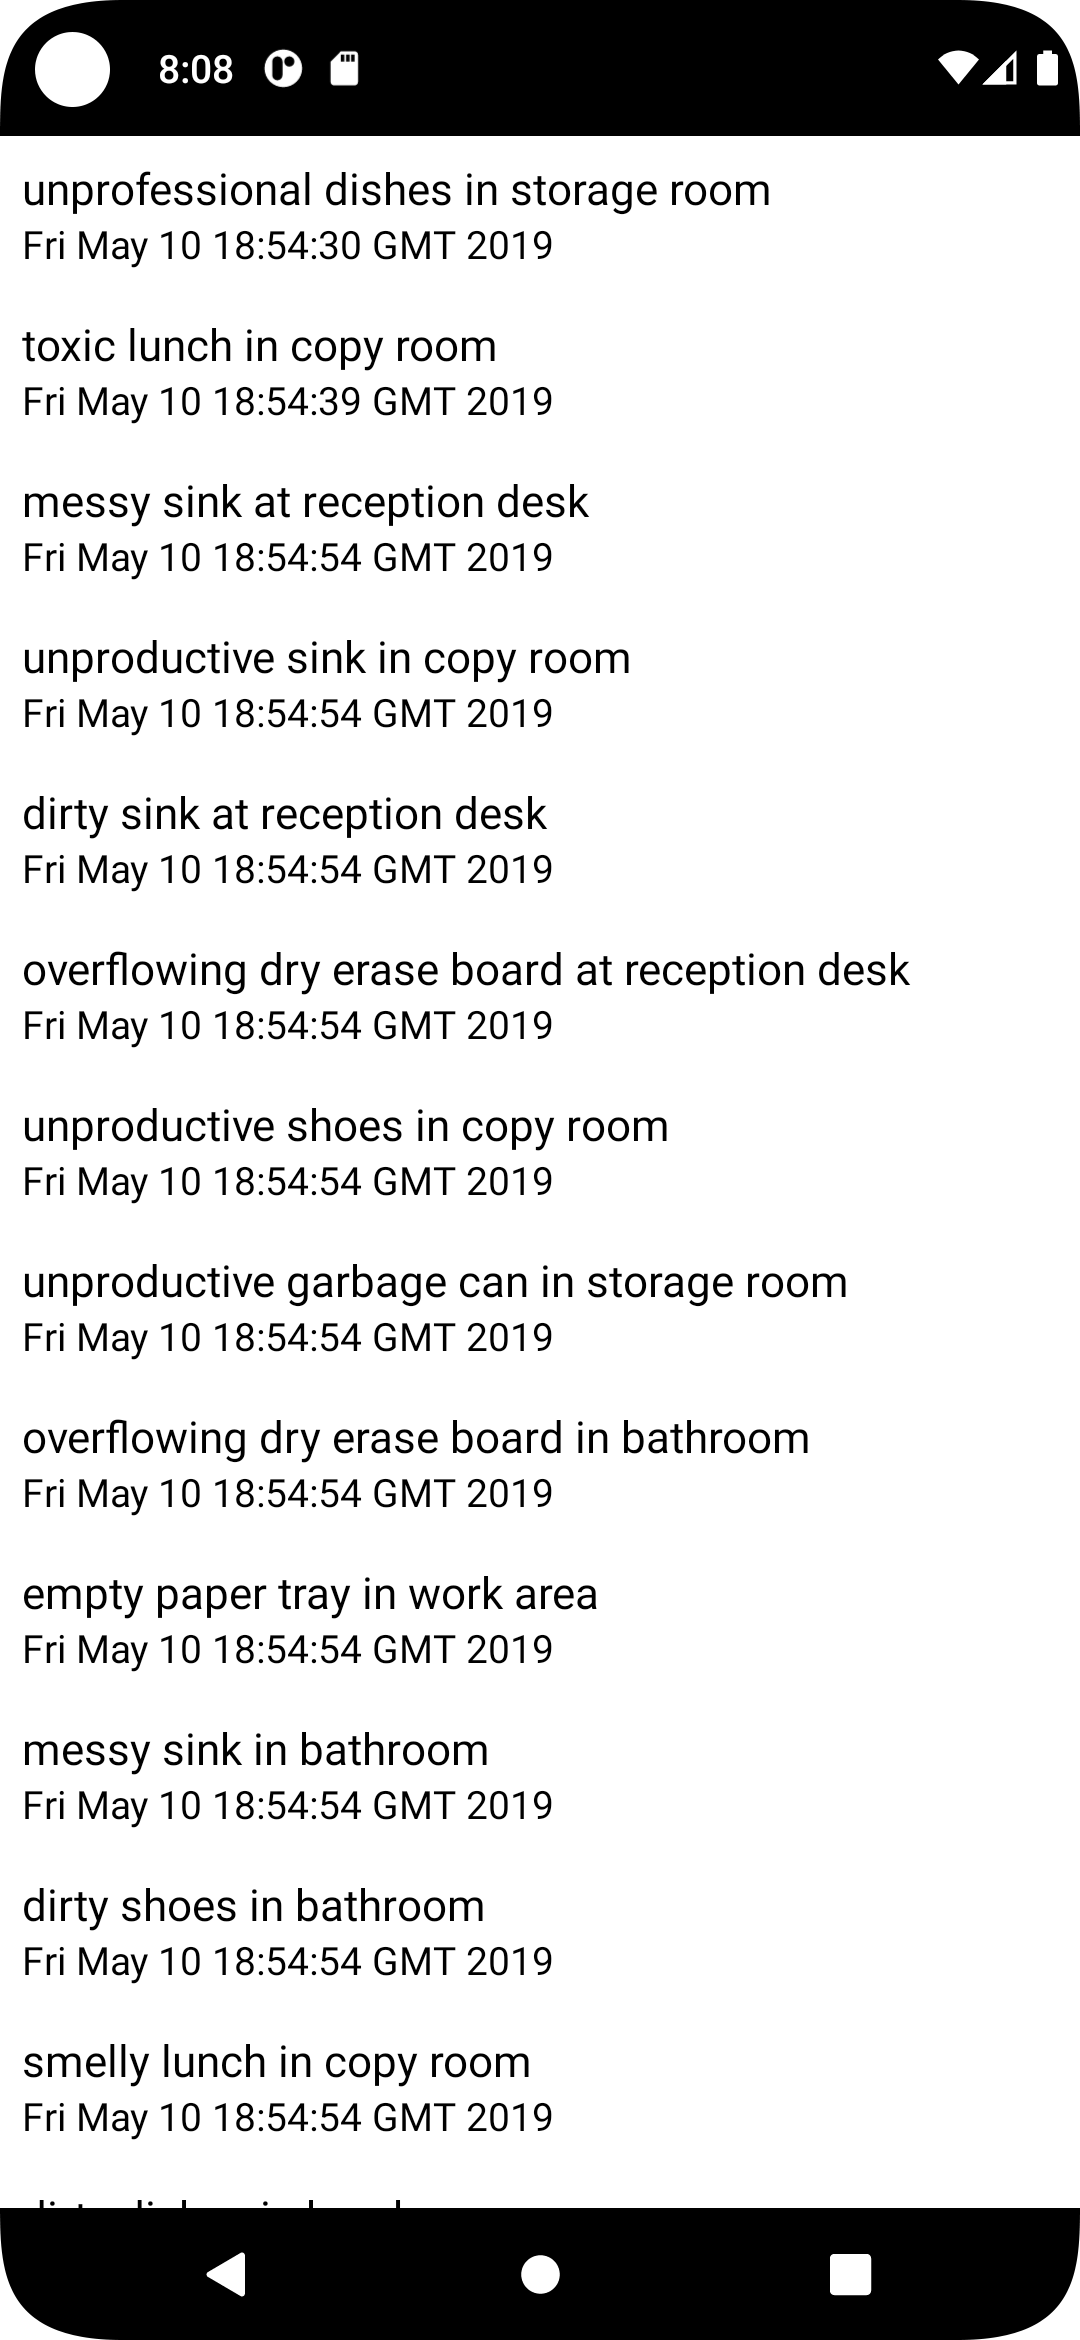 8:08
unprofessional dishes in storage room
Fri May 10 18:54:30 GMT 2019
toxic lunch in copy room
Fri May 10 18:54:39 GMT 2019
messy sink at reception desk
Fri May 10 18:54:54 GMT 2019
unproductive sink in copy room
Fri May 10 18:54:54 GMT 2019
dirty sink at reception desk
Fri May 10 18:54:54 GMT 2019
overflowing dry erase board at reception desk
Fri May 10 18:54:54 GMT 2019
unproductive shoes in copy room
Fri May 10 18:54:54 GMT 2019
unproductive garbage can in storage room
Fri May 10 18:54:54 GMT 2019
overflowing dry erase board in bathroom
Fri May 10 18:54:54 GMT 2019
empty paper tray in work area
Fri May 10 18:54:54 GMT 2019
messy sink in bathroom
Fri May 10 18:54:54 GMT 2019
dirty shoes in bathroom
Fri May 10 18:54:54 GMT 2019
smelly lunch in copy room
Fri May 10 18:54:54 GMT 2019